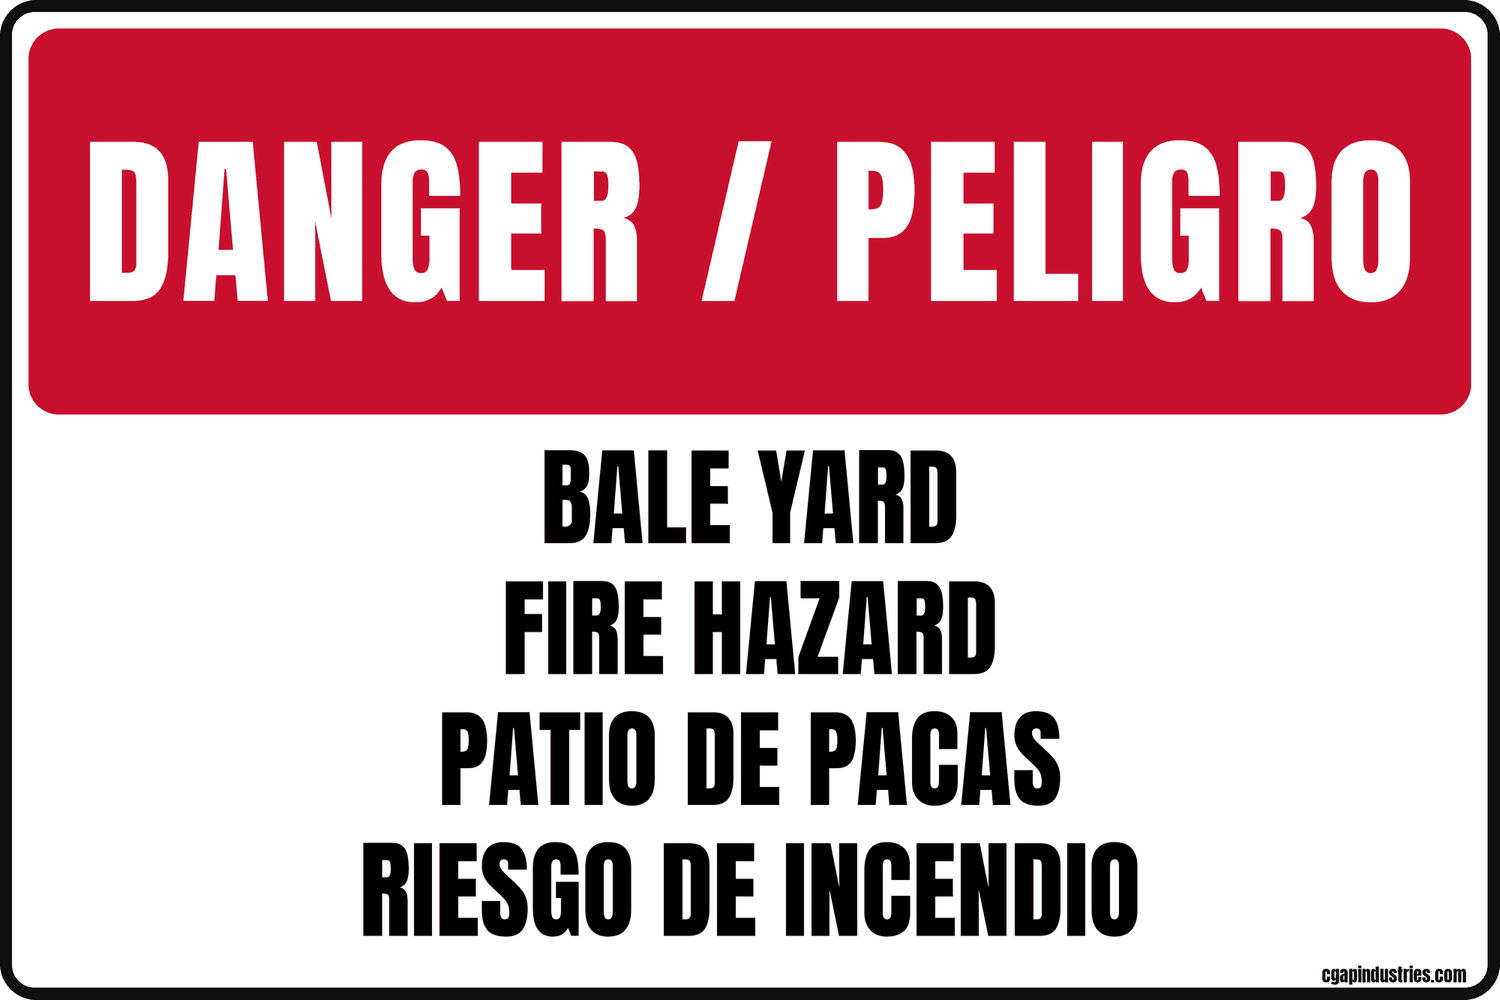 DANGER / PELIGRO
BALE YARD
FIRE HAZARD
PATIO DE PACAS
RIESGO DE INCENDIO
cgapindustries.com